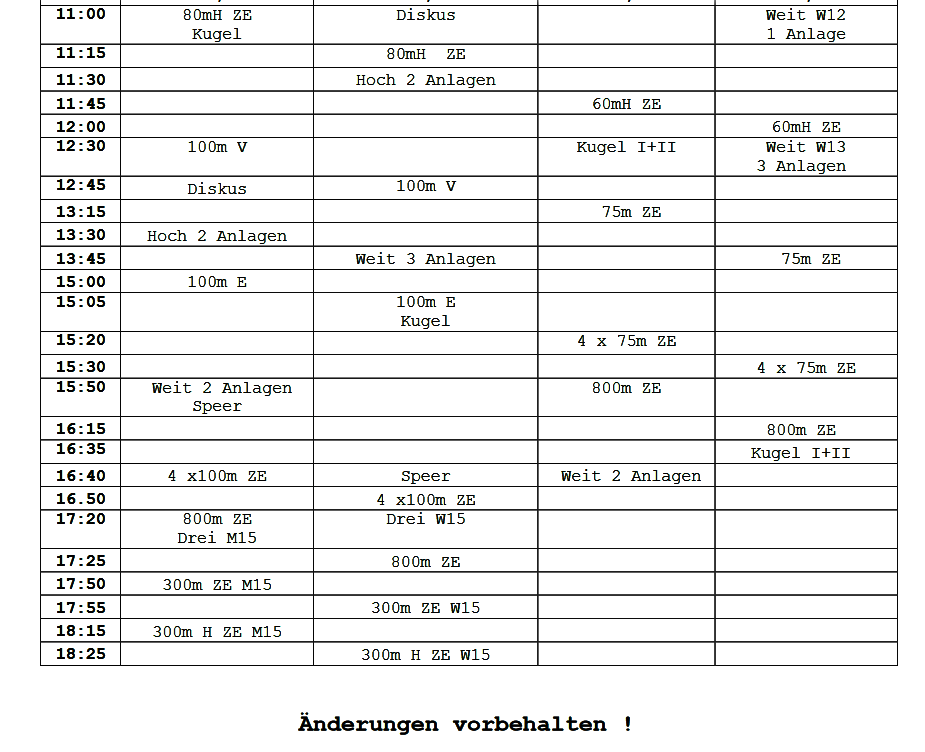 11:00 80mH ZE Diskus Weit W12
Kugel 1 Anlage
11:15 80mH ZE
11:30 Hoch 2 Anlagen
11:45 60mH ZE
12:00 60mH ZE
12:30 100m V Kugel I+II Weit W13
3 Anlagen
12:45 Diskus 100m V
13:15 75m ZE
13:30 Hoch 2 Anlagen
13:45 Weit 3 Anlagen 75m ZE
15:00 100m E
15:05 100m E
Kugel
15:20 4 x 75m ZE
15:30 4 x 75m ZE
15:50 Weit 2 Anlagen 800m ZE
Speer
16:15 800m ZE
16:35 Kugel I+II
16:40 4 x100m ZE Speer Weit 2 Anlagen
16.50 4 x100m ZE
17:20 800m ZE Drei W15
Drei M15
17:25 800m ZE
17:50 300m ZE M15
17:55 300m ZE W15
18:15 300m H ZE M15
18:25 300m H ZE W15
Änderungen vorbehalten !